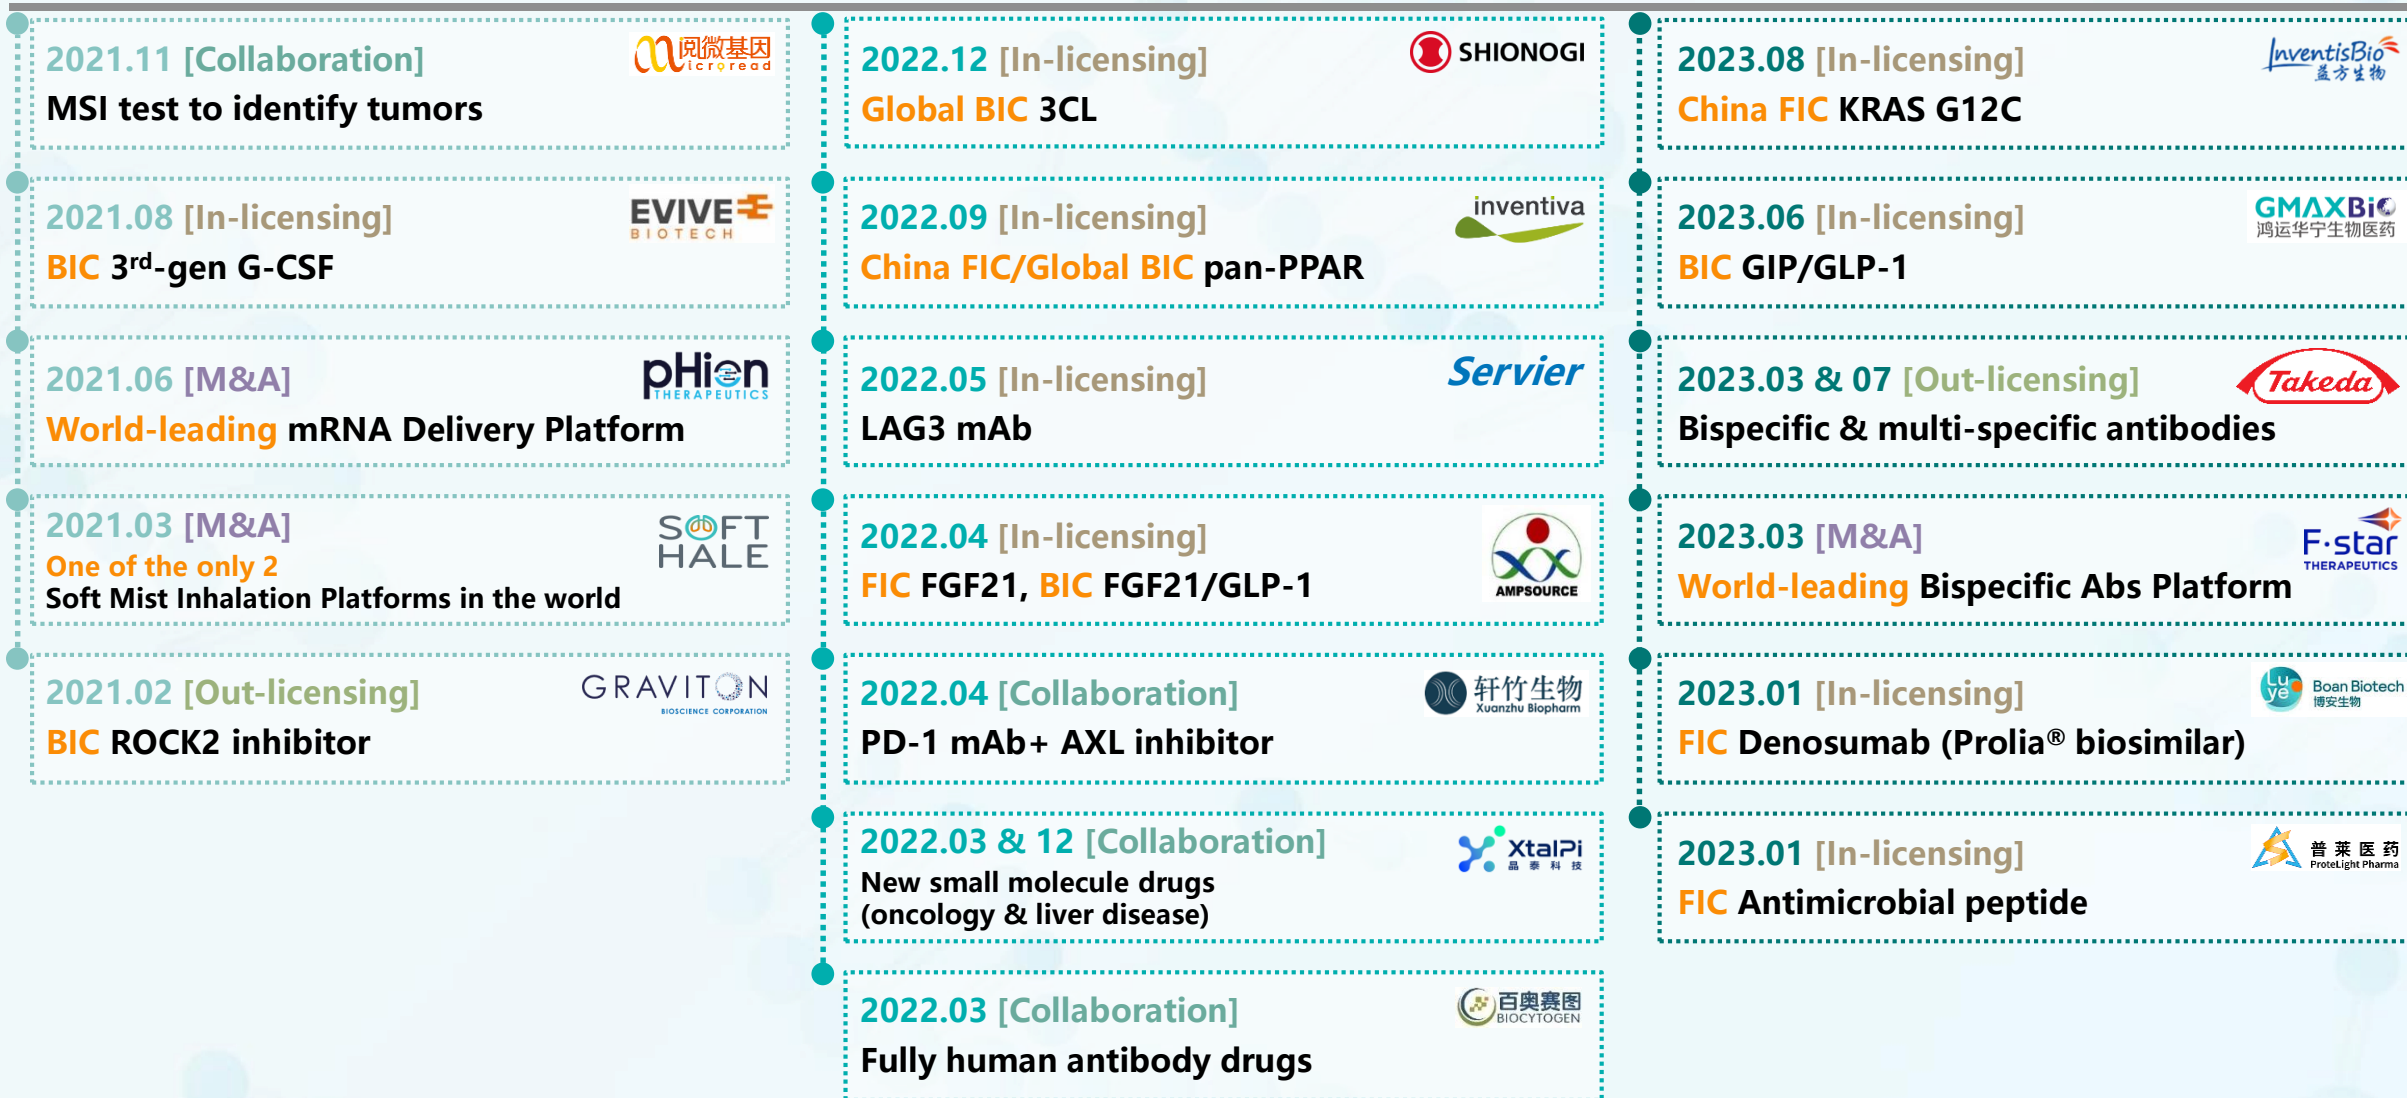 2021.11 [Collaboration]
阅微基因
icroread
MSI test to identify tumors
2021.08 [In-licensing]
EVIVE
BIOTECH
BIC 3rd-gen G-CSF
2021.06 [M&A]
pHion
THERAPEUTICS
World-leading mRNA Delivery Platform
2021.03 [M&A]
SOFT
HALE
One of the only 2
Soft Mist Inhalation Platforms in the world
2021.02 [Out-licensing]
GRAVITON
BIOSCIENCE CORPORATION
BIC ROCK2 inhibitor
2022.12 [In-licensing]
SHIONOGI
Global BIC 3CL
2022.09 [In-licensing]
inventiva
China FIC/Global BIC pan-PPAR
2022.05 [In-licensing]
Servier
LAG3 mAb
2022.04 [In-licensing]
AMPSOURCE
FIC FGF21, BIC FGF21/GLP-1
2022.04 [Collaboration]
轩竹生物
Xuanzhu Biopharm
PD-1 mAb+ AXL inhibitor
2022.03 & 12 [Collaboration]
XtalPi
晶泰科技
New small molecule drugs
(oncology & liver disease)
2022.03 [Collaboration]
百奥赛图
BIOCYTOGEN
Fully human antibody drugs
2023.08 [In-licensing]
InventisBio
益方生物
China FIC KRAS G12C
2023.06 [In-licensing]
GMAXBiO
鸿运华宁生物医药
BIC GIP/GLP-1
2023.03 & 07 [Out-licensing]
Takeda
Bispecific & multi-specific antibodies
2023.03 [M&A]
F·star
THERAPEUTICS
World-leading Bispecific Abs Platform
2023.01 [In-licensing]
Luye
Boan Biotech
博安生物
FIC Denosumab (Prolia® biosimilar)
2023.01 [In-licensing]
普莱医药
ProteLight Pharma
FIC Antimicrobial peptide